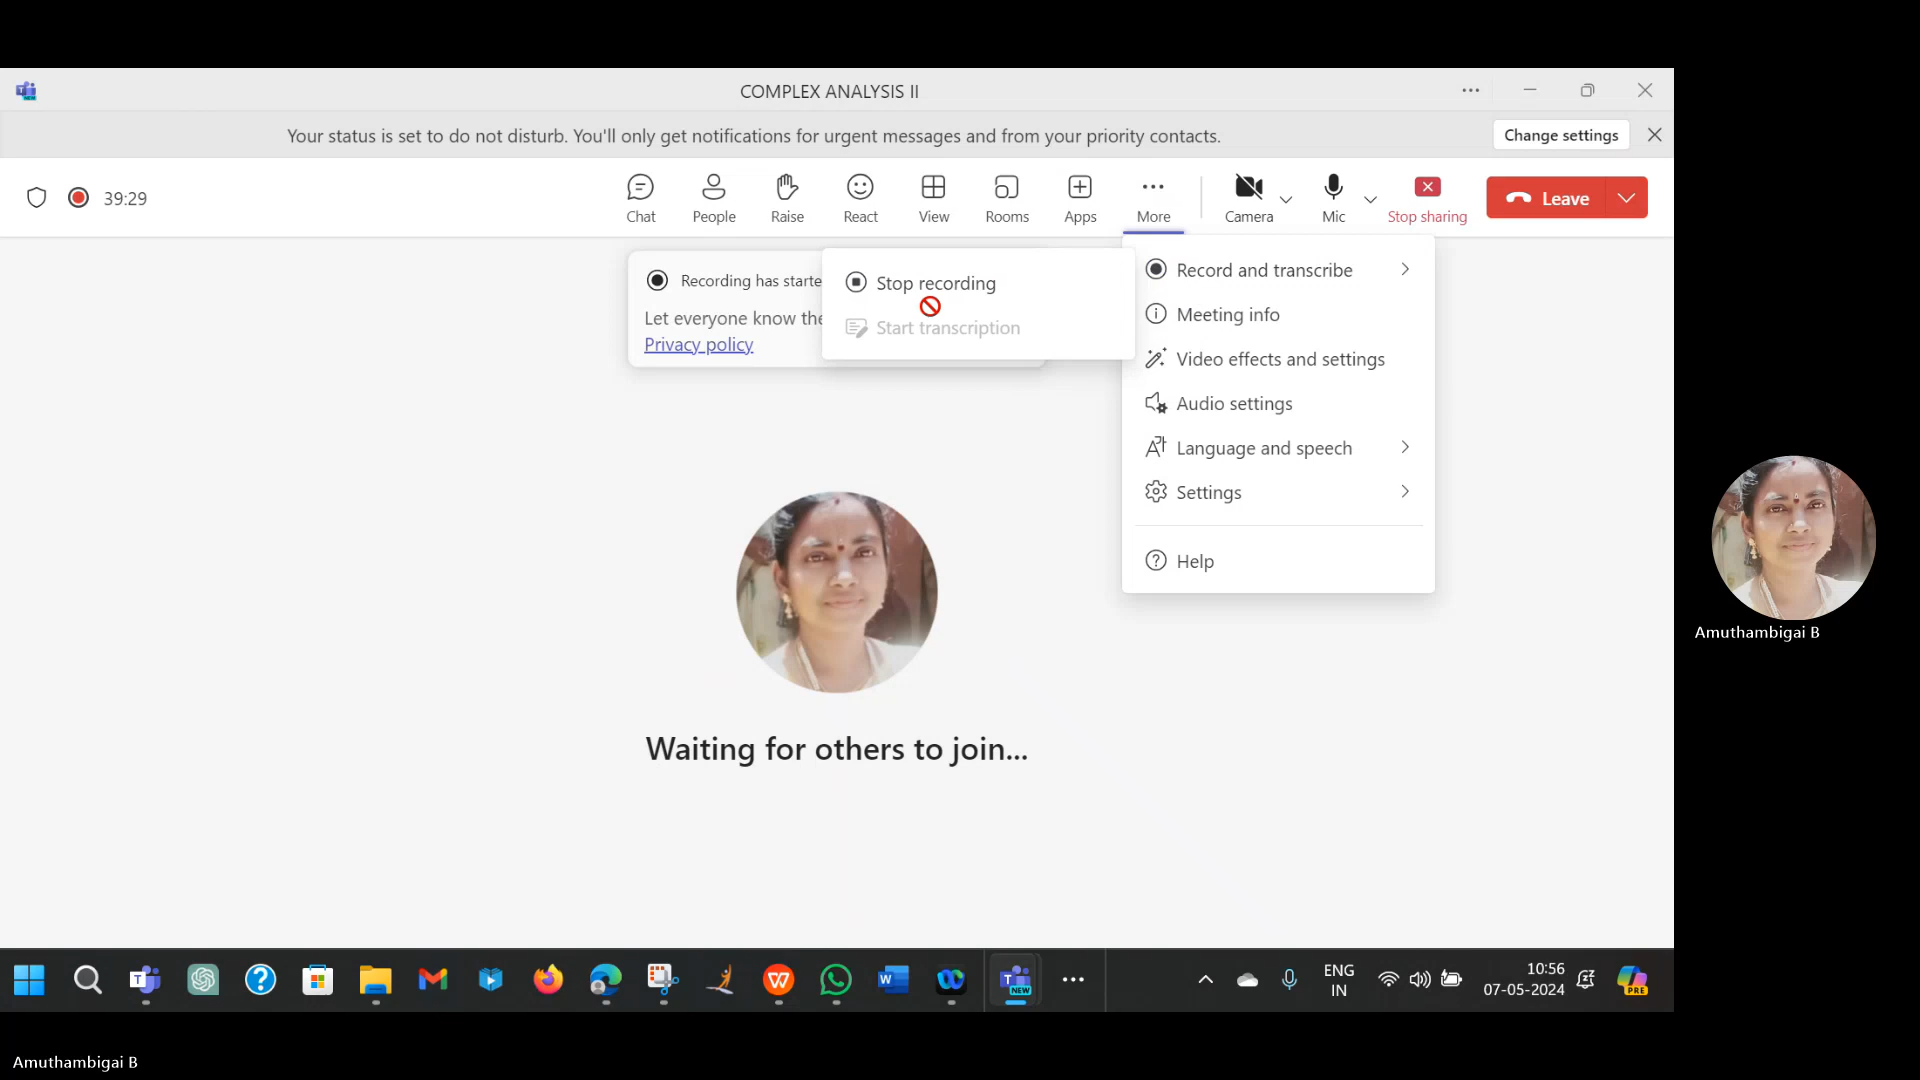 COMPLEX ANALYSIS II
Your status is set to do not disturb. You'll only get notifications for urgent messages and from your priority contacts.
Change settings
39:29
Chat
People
Raise
React
View
Rooms
Apps
More
Camera
Mic
Stop sharing
Leave
Recording has starte
Let everyone know the
Privacy policy
Stop recording
Start transcription
Record and transcribe
Meeting info
Video effects and settings
Audio settings
Language and speech
Settings
Help
Waiting for others to join...
Amuthambigai B
ENG
IN
10:56
07-05-2024
NEW
PRE
Amuthambigai B